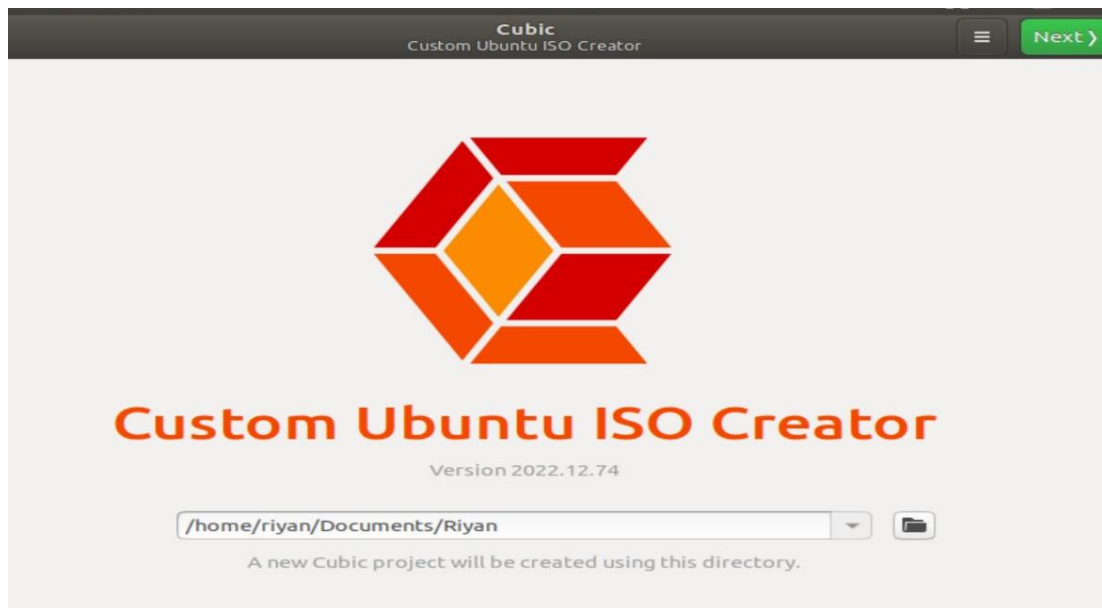 Cubic
Custom Ubuntu ISO Creator
Next ❯
Custom Ubuntu ISO Creator
Version 2022.12.74
/home/riyan/Documents/Riyan
A new Cubic project will be created using this directory.